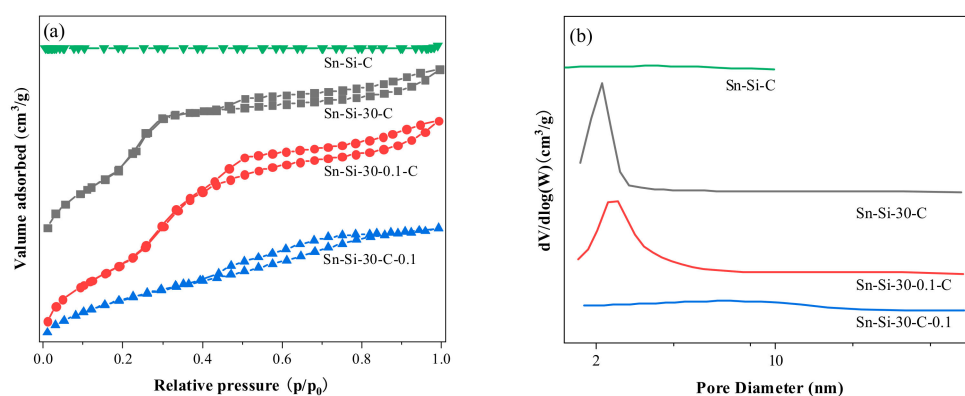 (a)
Sn-Si-C
Sn-Si-30-C
Sn-Si-30-0.1-C
Sn-Si-30-C-0.1
Valume adsorbed (cm³/g)
0.0 0.2 0.4 0.6 0.8 1.0
Relative pressure (p/p₀)
(b)
Sn-Si-C
Sn-Si-30-C
Sn-Si-30-0.1-C
Sn-Si-30-C-0.1
dV/dlog(W) (cm³/g)
2 10
Pore Diameter (nm)